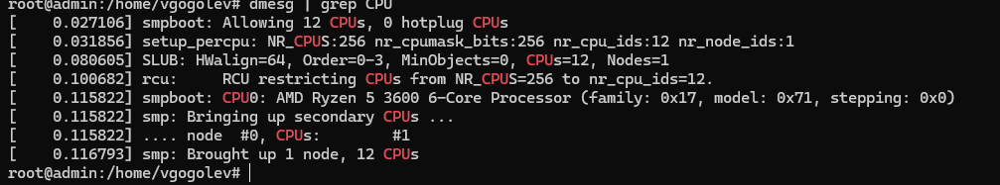 root@admin:/home/vgogolev# dmesg | grep CPU
[    0.027106] smpboot: Allowing 12 CPUs, 0 hotplug CPUs
[    0.031856] setup_percpu: NR_CPUS:256 nr_cpumask_bits:256 nr_cpu_ids:12 nr_node_ids:1
[    0.080605] SLUB: HWalign=64, Order=0-3, MinObjects=0, CPUs=12, Nodes=1
[    0.100682] rcu:     RCU restricting CPUs from NR_CPUS=256 to nr_cpu_ids=12.
[    0.115822] smpboot: CPU0: AMD Ryzen 5 3600 6-Core Processor (family: 0x17, model: 0x71, stepping: 0x0)
[    0.115822] smp: Bringing up secondary CPUs ...
[    0.115822] .... node  #0, CPUs:        #1
[    0.116793] smp: Brought up 1 node, 12 CPUs
root@admin:/home/vgogolev#